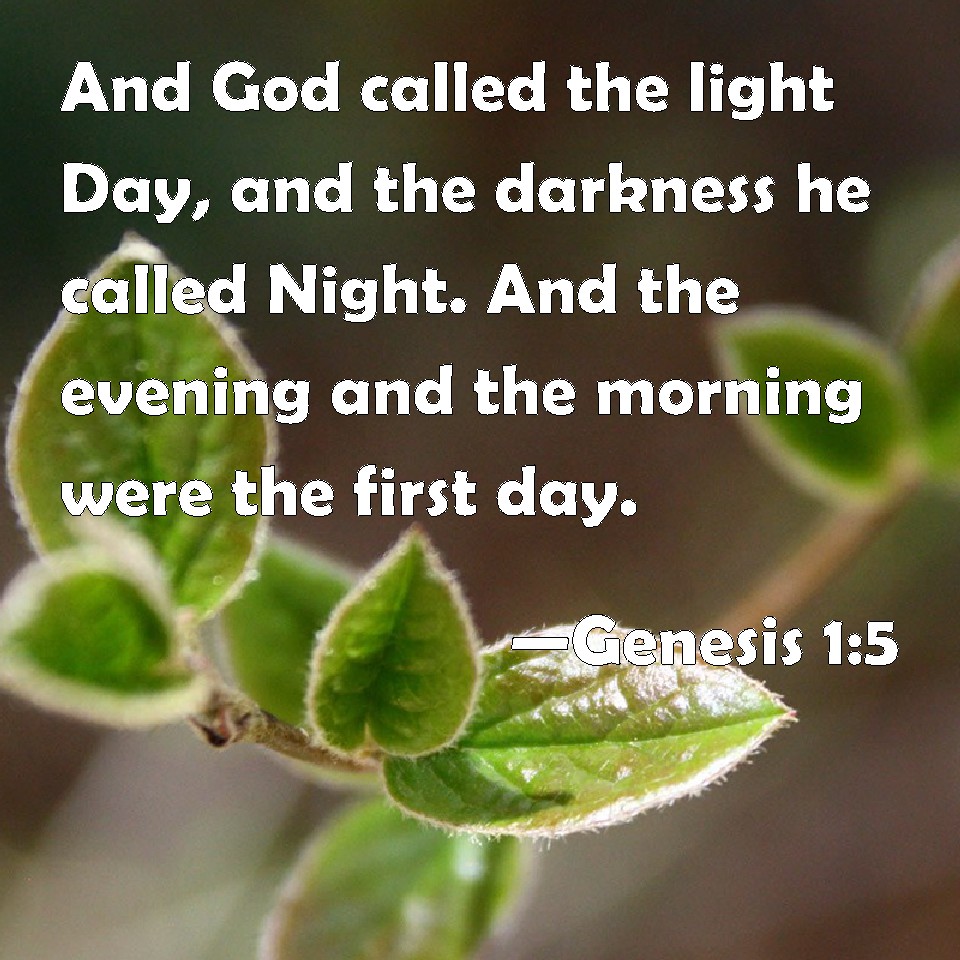 And God called the light
Day, and the darkness he
called Night. And the
evening and the morning
were the first day.
—Genesis 1:5